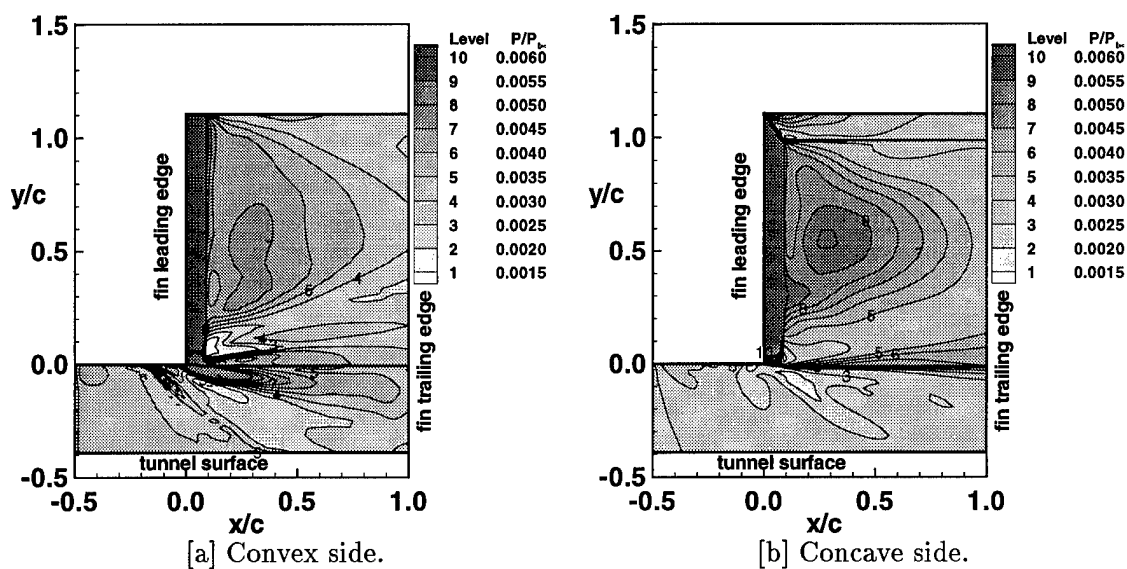 1.5
1.0
y/c
0.5
0.0
-0.5
-0.5 0.0 0.5 1.0
x/c
fin leading edge
fin trailing edge
tunnel surface
Level P/P
10 0.0060
9 0.0055
8 0.0050
7 0.0045
6 0.0040
5 0.0035
4 0.0030
3 0.0025
2 0.0020
1 0.0015
6
4
[a] Convex side.
1.5
1.0
y/c
0.5
0.0
-0.5
-0.5 0.0 0.5 1.0
x/c
fin leading edge
fin trailing edge
tunnel surface
Level P/P
10 0.0060
9 0.0055
8 0.0050
7 0.0045
6 0.0040
5 0.0035
4 0.0030
3 0.0025
2 0.0020
1 0.0015
5
5
6
3
1
[b] Concave side.